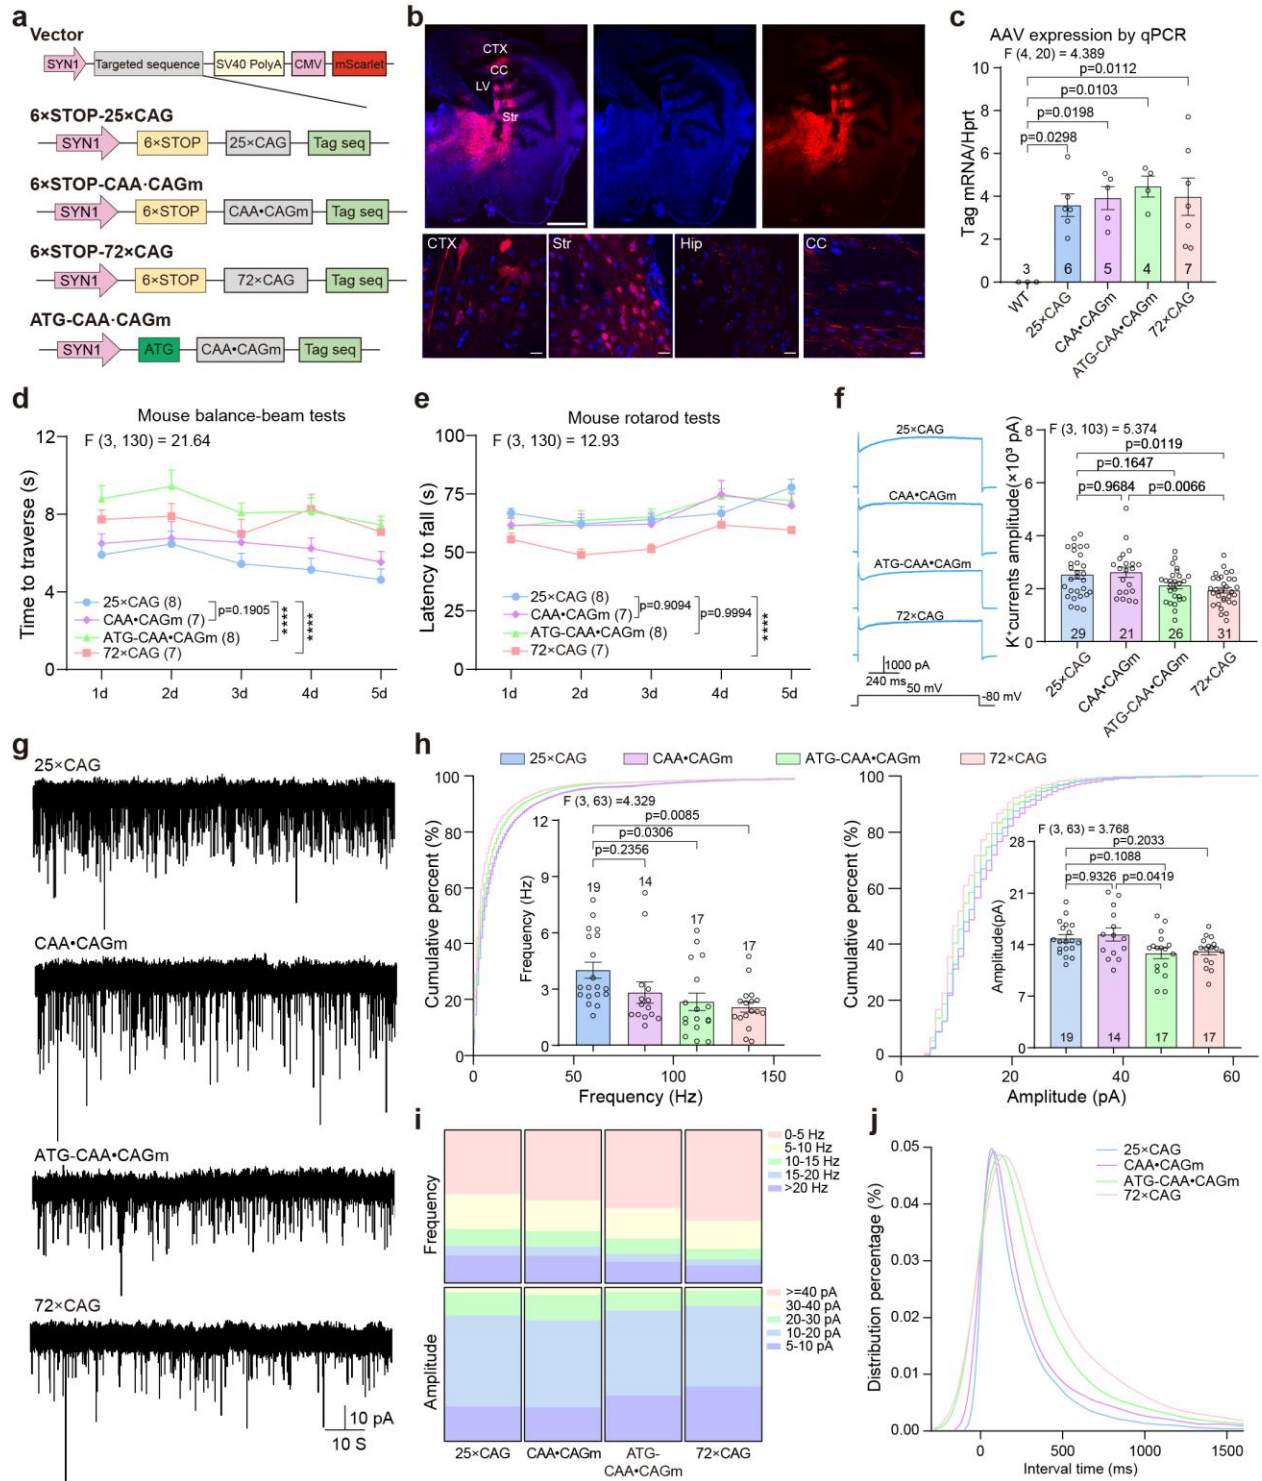 a
Vector
SYN1 Targeted sequence SV40 PolyA CMV mScarlet
6×STOP-25×CAG
SYN1 6×STOP 25×CAG Tag seq
6×STOP-CAA·CAGm
SYN1 6×STOP CAA•CAGm Tag seq
6×STOP-72×CAG
SYN1 6×STOP 72×CAG Tag seq
ATG-CAA·CAGm
SYN1 ATG CAA•CAGm Tag seq
b
CTX
CC
LV
Str
CTX Str Hip CC
c
AAV expression by qPCR
F (4, 20) = 4.389
p=0.0112
p=0.0103
p=0.0198
p=0.0298
Tag mRNA/Hprt
10
8
6
4
2
0
3 6 5 4 7
WT 25×CAG CAA•CAGm ATG-CAA•CAGm 72×CAG
d
Mouse balance-beam tests
F (3, 130) = 21.64
Time to traverse (s)
12
8
4
0
25×CAG (8)
CAA•CAGm (7)
ATG-CAA•CAGm (8)
72×CAG (7)
p=0.1905
****
****
1d 2d 3d 4d 5d
e
Mouse rotarod tests
F (3, 130) = 12.93
Latency to fall (s)
100
75
50
25
0
25×CAG (8)
CAA•CAGm (7)
ATG-CAA•CAGm (8)
72×CAG (7)
p=0.9094
p=0.9994
****
1d 2d 3d 4d 5d
f
25×CAG
CAA•CAGm
ATG-CAA•CAGm
72×CAG
1000 pA
240 ms
50 mV
-80 mV
F (3, 103) = 5.374
p=0.0119
p=0.1647
p=0.9684
p=0.0066
K⁺currents amplitude(×10³ pA)
8
6
4
2
0
29 21 26 31
25×CAG CAA•CAGm ATG-CAA•CAGm 72×CAG
g
25×CAG
CAA•CAGm
ATG-CAA•CAGm
72×CAG
10 pA
10 S
h
25×CAG CAA•CAGm ATG-CAA•CAGm 72×CAG
Cumulative percent (%)
100
80
60
40
20
0
0 50 100 150
Frequency (Hz)
F (3, 63) =4.329
p=0.0085
p=0.0306
p=0.2356
Frequency (Hz)
12
9
6
3
0
19 14 17 17
Cumulative percent (%)
100
80
60
40
20
0
0 20 40 60
Amplitude (pA)
F (3, 63) = 3.768
p=0.2033
p=0.1088
p=0.9326
p=0.0419
Amplitude(pA)
28
21
14
7
0
19 14 17 17
i
Frequency
0-5 Hz
5-10 Hz
10-15 Hz
15-20 Hz
>20 Hz
Amplitude
>=40 pA
30-40 pA
20-30 pA
10-20 pA
5-10 pA
25×CAG CAA•CAGm ATG-CAA•CAGm 72×CAG
j
25×CAG
CAA•CAGm
ATG-CAA•CAGm
72×CAG
Distribution percentage (%)
0.05
0.04
0.03
0.02
0.01
0.00
0 500 1000 1500
Interval time (ms)